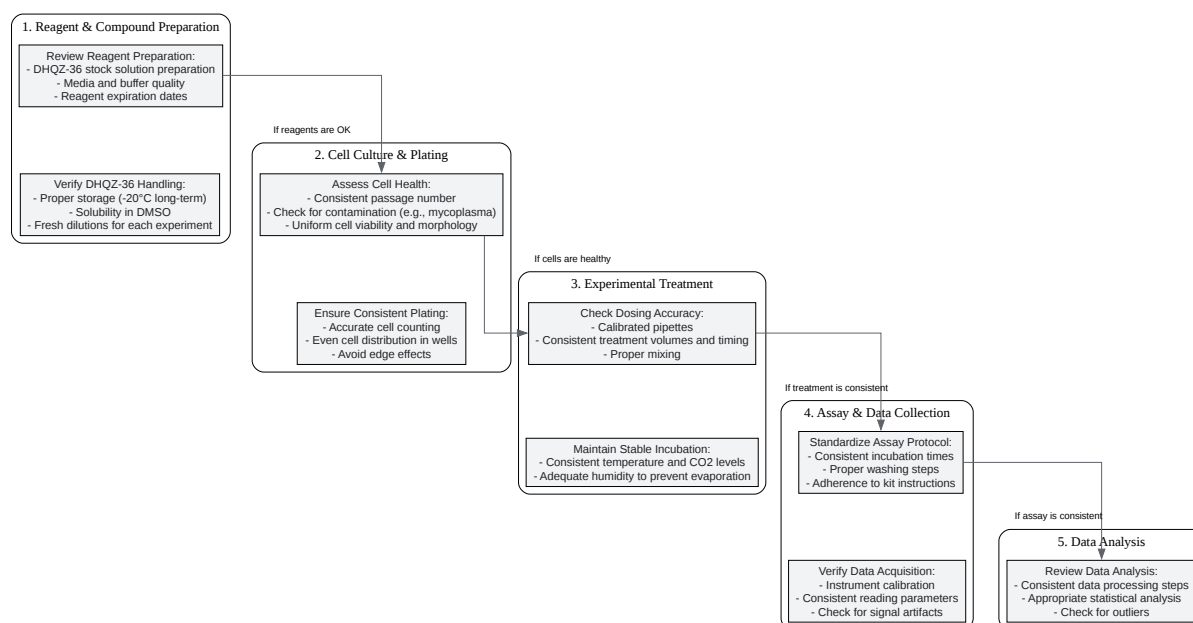 1. Reagent & Compound Preparation
Review Reagent Preparation:
- DHQZ-36 stock solution preparation
- Media and buffer quality
- Reagent expiration dates
Verify DHQZ-36 Handling:
- Proper storage (-20°C long-term)
- Solubility in DMSO
- Fresh dilutions for each experiment
If reagents are OK
2. Cell Culture & Plating
Assess Cell Health:
- Consistent passage number
- Check for contamination (e.g., mycoplasma)
- Uniform cell viability and morphology
Ensure Consistent Plating:
- Accurate cell counting
- Even cell distribution in wells
- Avoid edge effects
If cells are healthy
3. Experimental Treatment
Check Dosing Accuracy:
- Calibrated pipettes
- Consistent treatment volumes and timing
- Proper mixing
Maintain Stable Incubation:
- Consistent temperature and CO2 levels
- Adequate humidity to prevent evaporation
If treatment is consistent
4. Assay & Data Collection
Standardize Assay Protocol:
- Consistent incubation times
- Proper washing steps
- Adherence to kit instructions
Verify Data Acquisition:
- Instrument calibration
- Consistent reading parameters
- Check for signal artifacts
If assay is consistent
5. Data Analysis
Review Data Analysis:
- Consistent data processing steps
- Appropriate statistical analysis
- Check for outliers